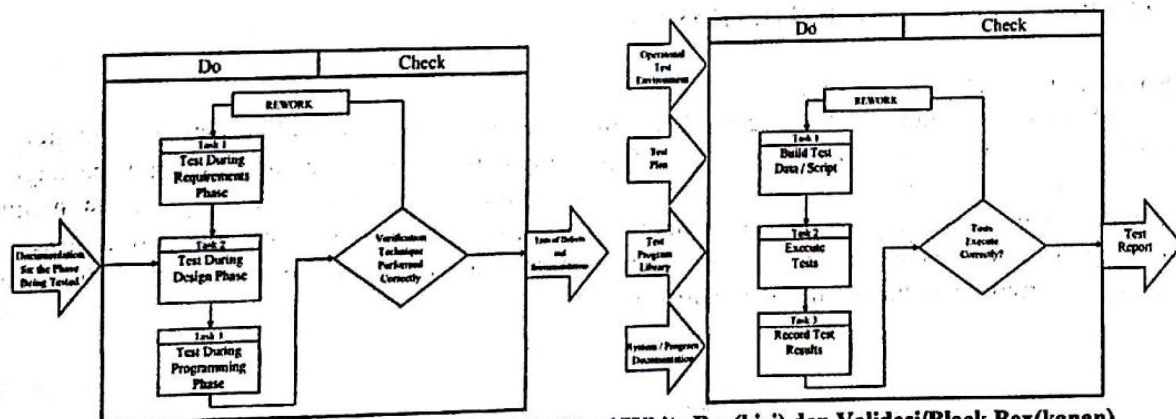 Do
Check
REWORK
Task 1
Test During
Requirements
Phase
Task 2
Test During
Design Phase
Task 3
Test During
Programming
Phase
Documentation
for the Phase
Being Tested
Verification
Technique
Performed
Correctly
List of Defects
and
Do
Check
Operational
Test
Environment
Test
Plan
Test
Program
Library
System / Program
Documentation
REWORK
Task 1
Build Test
Data / Script
Task 2
Execute
Tests
Task 3
Record Test
Results
Tests
Execute
Correctly?
Test
Report
dan Validasi/Black Box(kanan)